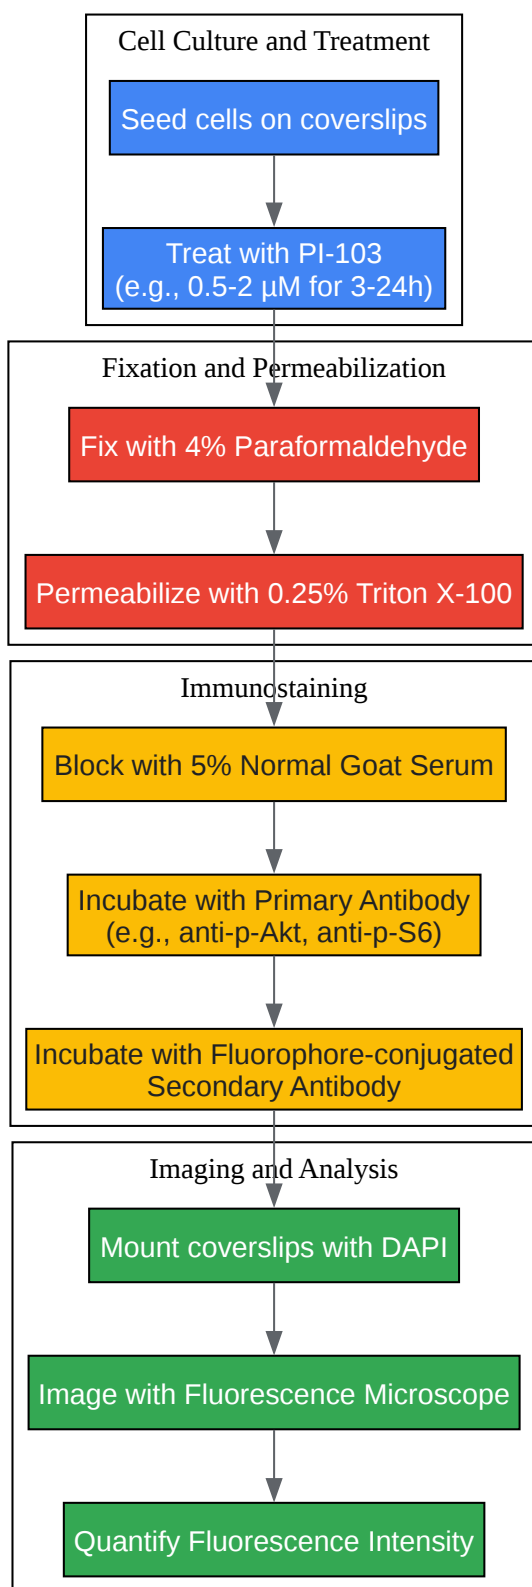 Cell Culture and Treatment
Seed cells on coverslips
Treat with PI-103
(e.g., 0.5-2 µM for 3-24h)
Fixation and Permeabilization
Fix with 4% Paraformaldehyde
Permeabilize with 0.25% Triton X-100
Immunostaining
Block with 5% Normal Goat Serum
Incubate with Primary Antibody
(e.g., anti-p-Akt, anti-p-S6)
Incubate with Fluorophore-conjugated
Secondary Antibody
Imaging and Analysis
Mount coverslips with DAPI
Image with Fluorescence Microscope
Quantify Fluorescence Intensity